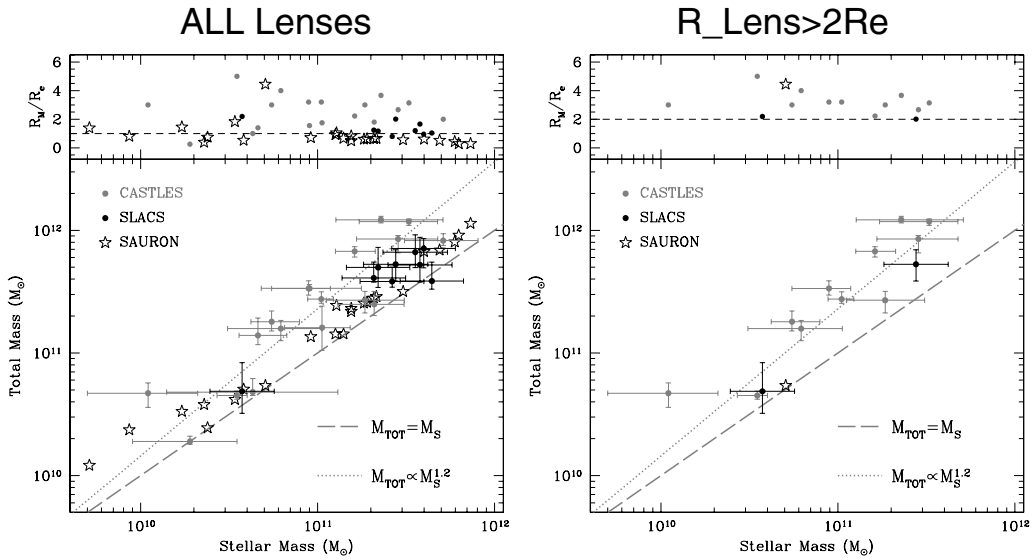 ALL Lenses
R_Lens>2Re
6
4
2
0
R_M/R_e
6
4
2
0
R_M/R_e
CASTLES
SLACS
SAURON
CASTLES
SLACS
SAURON
10^12
10^11
10^10
Total Mass (M_⊙)
10^12
10^11
10^10
Total Mass (M_⊙)
M_TOT=M_S
M_TOT∝M_S^1.2
M_TOT=M_S
M_TOT∝M_S^1.2
10^10 10^11 10^12
Stellar Mass (M_⊙)
10^10 10^11 10^12
Stellar Mass (M_⊙)